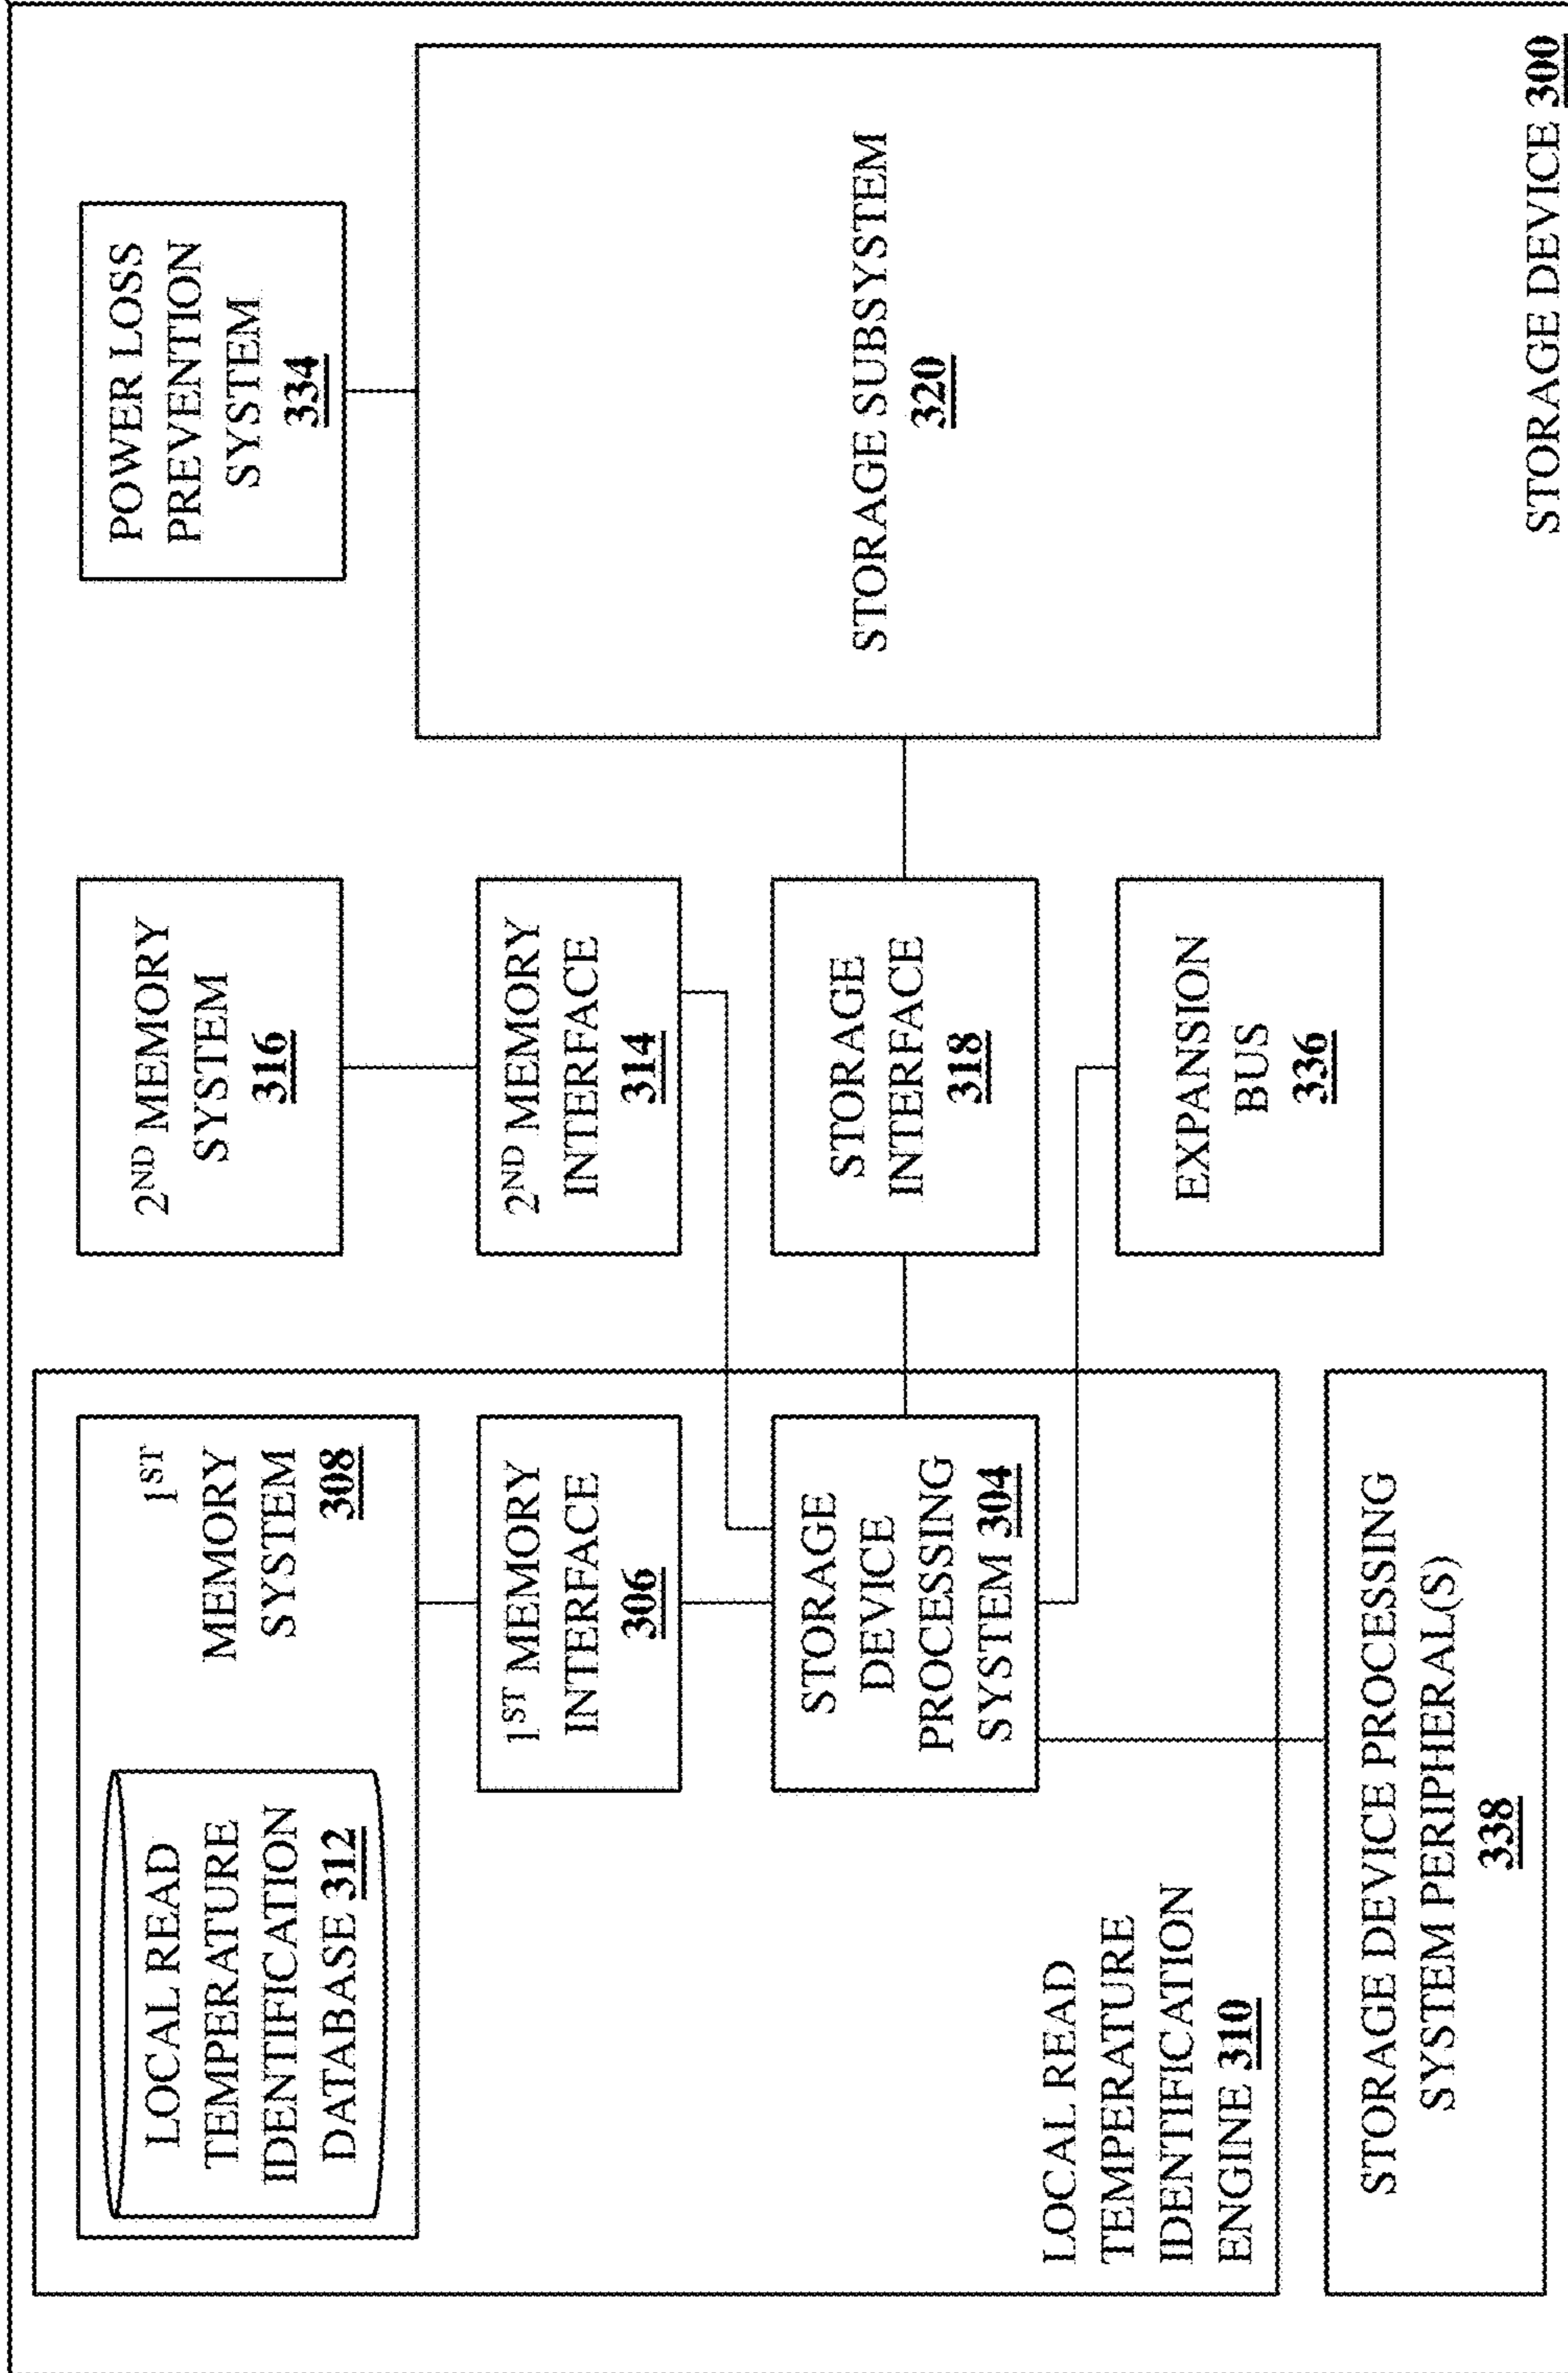 LOCAL READ
TEMPERATURE
IDENTIFICATION
DATABASE 312
1ST
MEMORY
SYSTEM
308
1ST MEMORY
INTERFACE
306
STORAGE
DEVICE
PROCESSING
SYSTEM 304
LOCAL READ
TEMPERATURE
IDENTIFICATION
ENGINE 310
STORAGE DEVICE PROCESSING
SYSTEM PERIPHERAL(S)
338
2ND MEMORY
SYSTEM
316
2ND MEMORY
INTERFACE
314
STORAGE
INTERFACE
318
EXPANSION
BUS
336
POWER LOSS
PREVENTION
SYSTEM
334
STORAGE SUBSYSTEM
320
STORAGE DEVICE 300